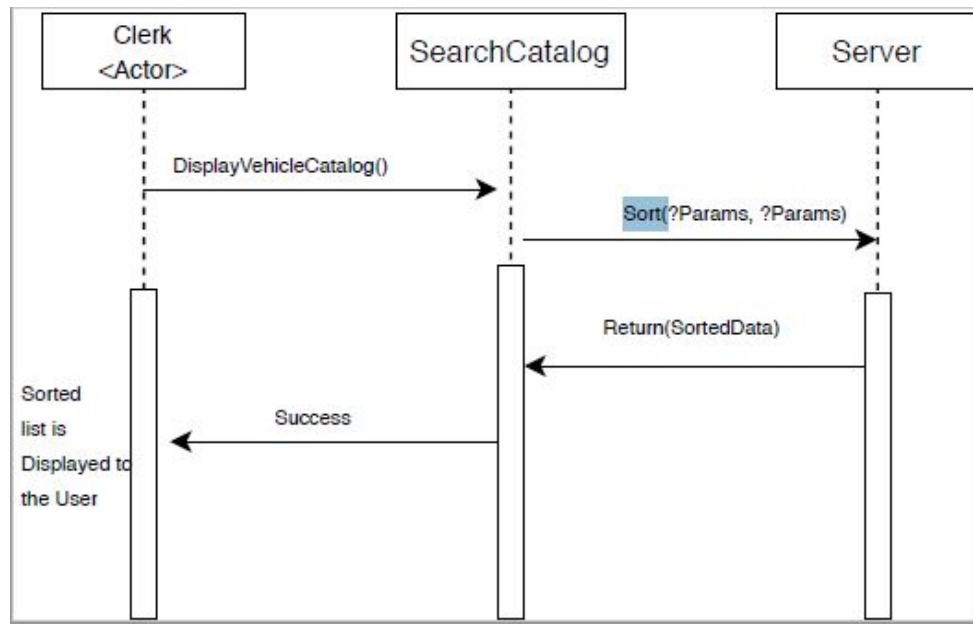 Clerk
<Actor>
SearchCatalog
Server
DisplayVehicleCatalog()
Sort(?Params, ?Params)
Return(SortedData)
Success
Sorted
list is
Displayed to
the User